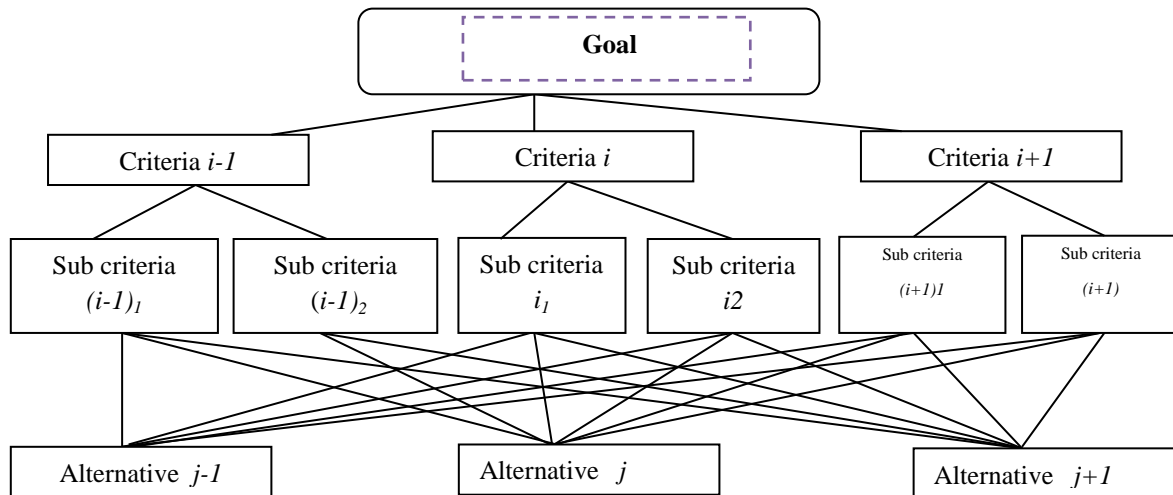 Goal
Criteria i-1
Criteria i
Criteria i+1
Sub criteria
(i-1)₁
Sub criteria
(i-1)₂
Sub criteria
i₁
Sub criteria
i2
Sub criteria
(i+1)1
Sub criteria
(i+1)
Alternative j-1
Alternative j
Alternative j+1